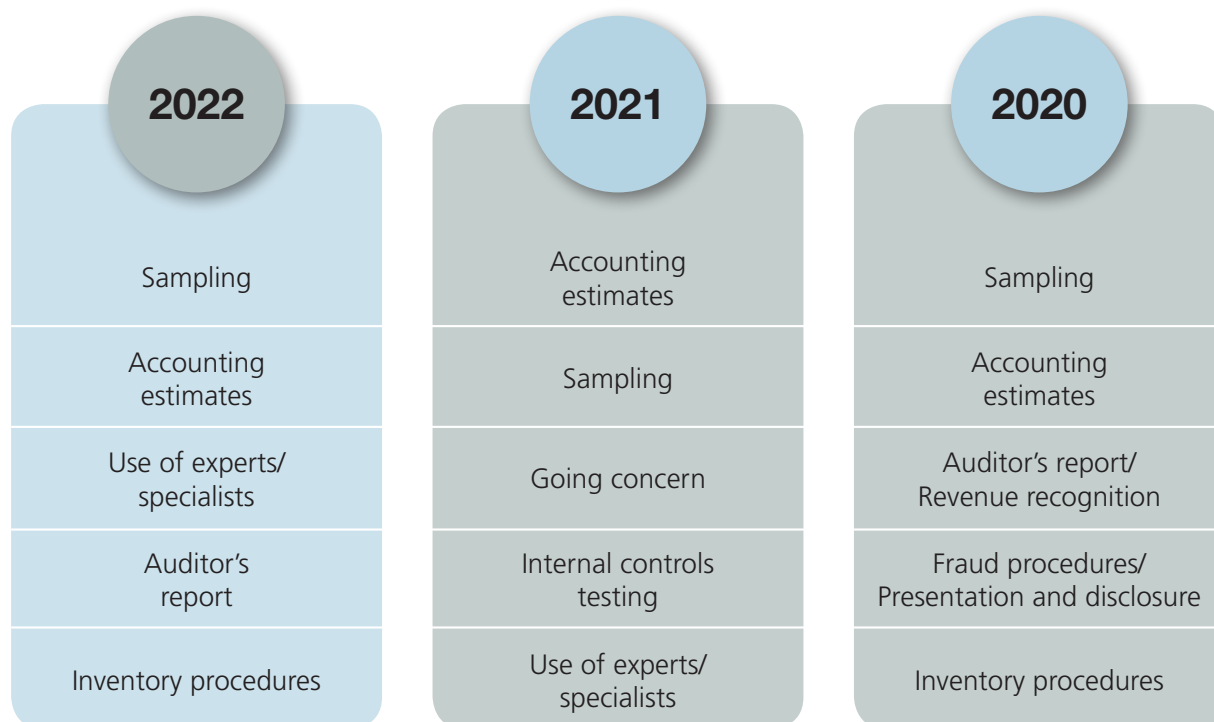 2022
Sampling
Accounting
estimates
Use of experts/
specialists
Auditor’s
report
Inventory procedures
2021
Accounting
estimates
Sampling
Going concern
Internal controls
testing
Use of experts/
specialists
2020
Sampling
Accounting
estimates
Auditor’s report/
Revenue recognition
Fraud procedures/
Presentation and disclosure
Inventory procedures